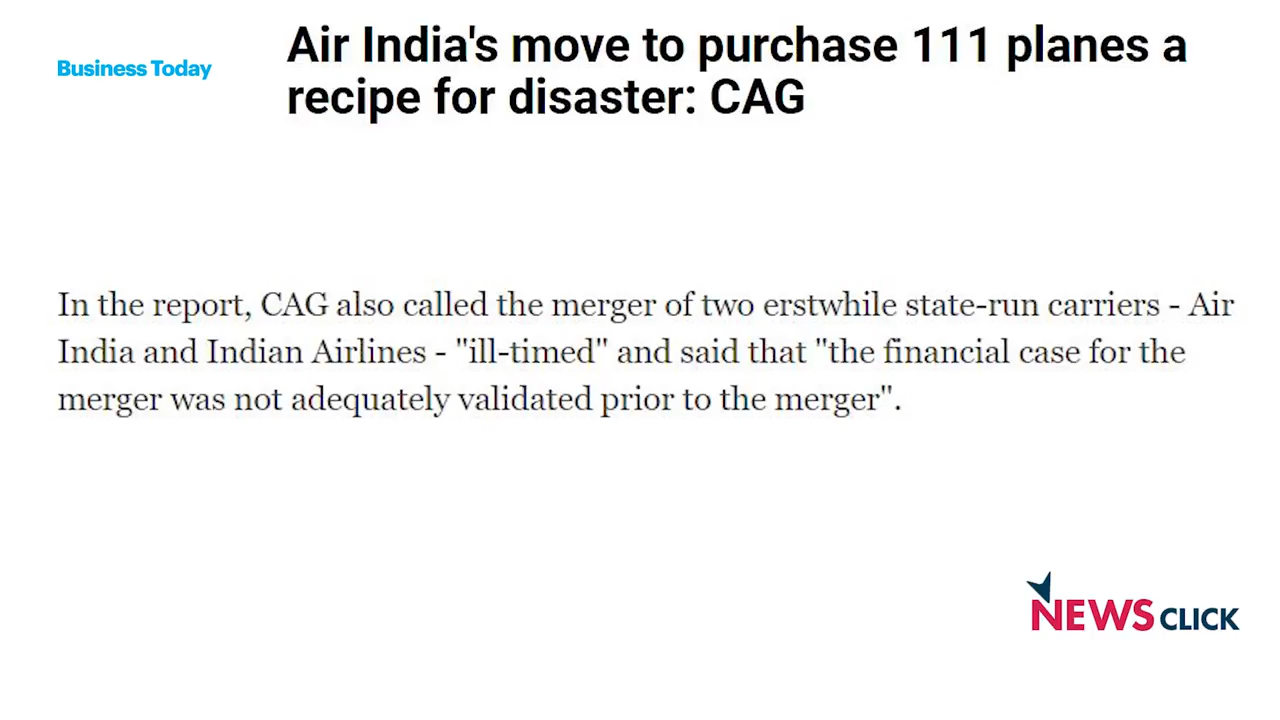 Business Today
Air India's move to purchase 111 planes a
recipe for disaster: CAG
In the report, CAG also called the merger of two erstwhile state-run carriers - Air
India and Indian Airlines - "ill-timed" and said that "the financial case for the
merger was not adequately validated prior to the merger".
NEWS CLICK